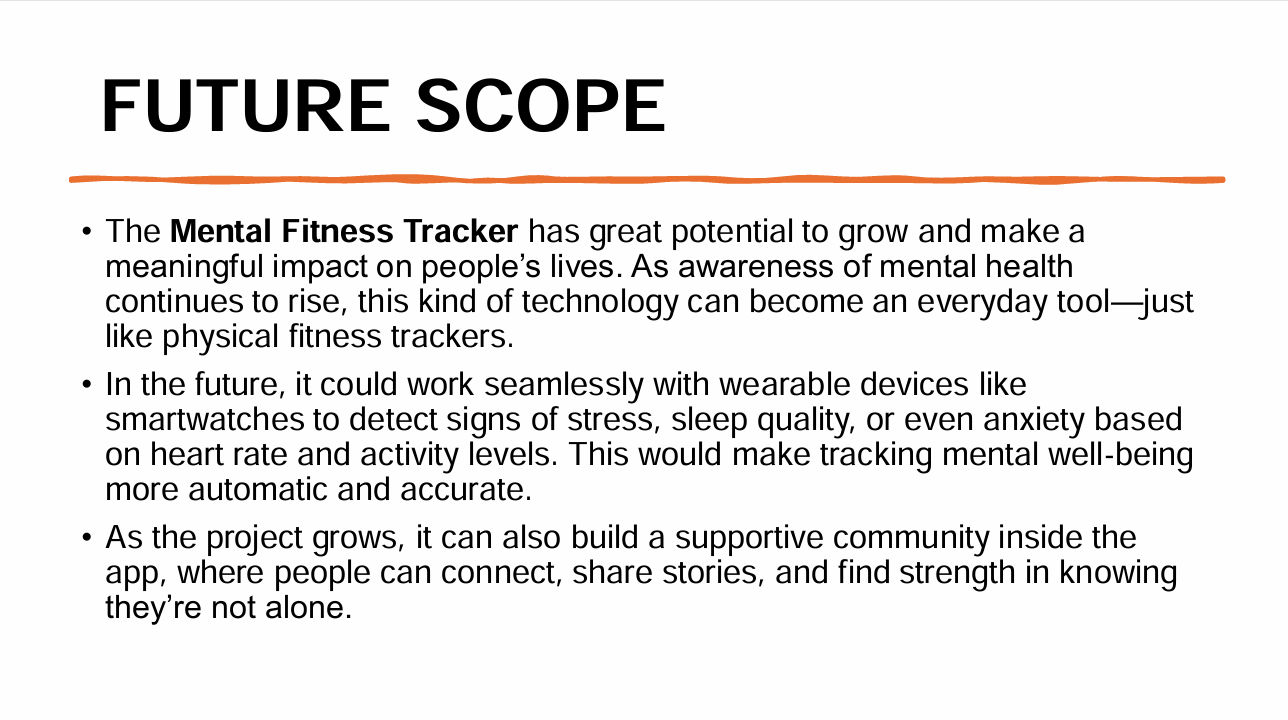 FUTURE SCOPE
• The Mental Fitness Tracker has great potential to grow and make a
meaningful impact on people’s lives. As awareness of mental health
continues to rise, this kind of technology can become an everyday tool—just
like physical fitness trackers.
• In the future, it could work seamlessly with wearable devices like
smartwatches to detect signs of stress, sleep quality, or even anxiety based
on heart rate and activity levels. This would make tracking mental well-being
more automatic and accurate.
• As the project grows, it can also build a supportive community inside the
app, where people can connect, share stories, and find strength in knowing
they’re not alone.